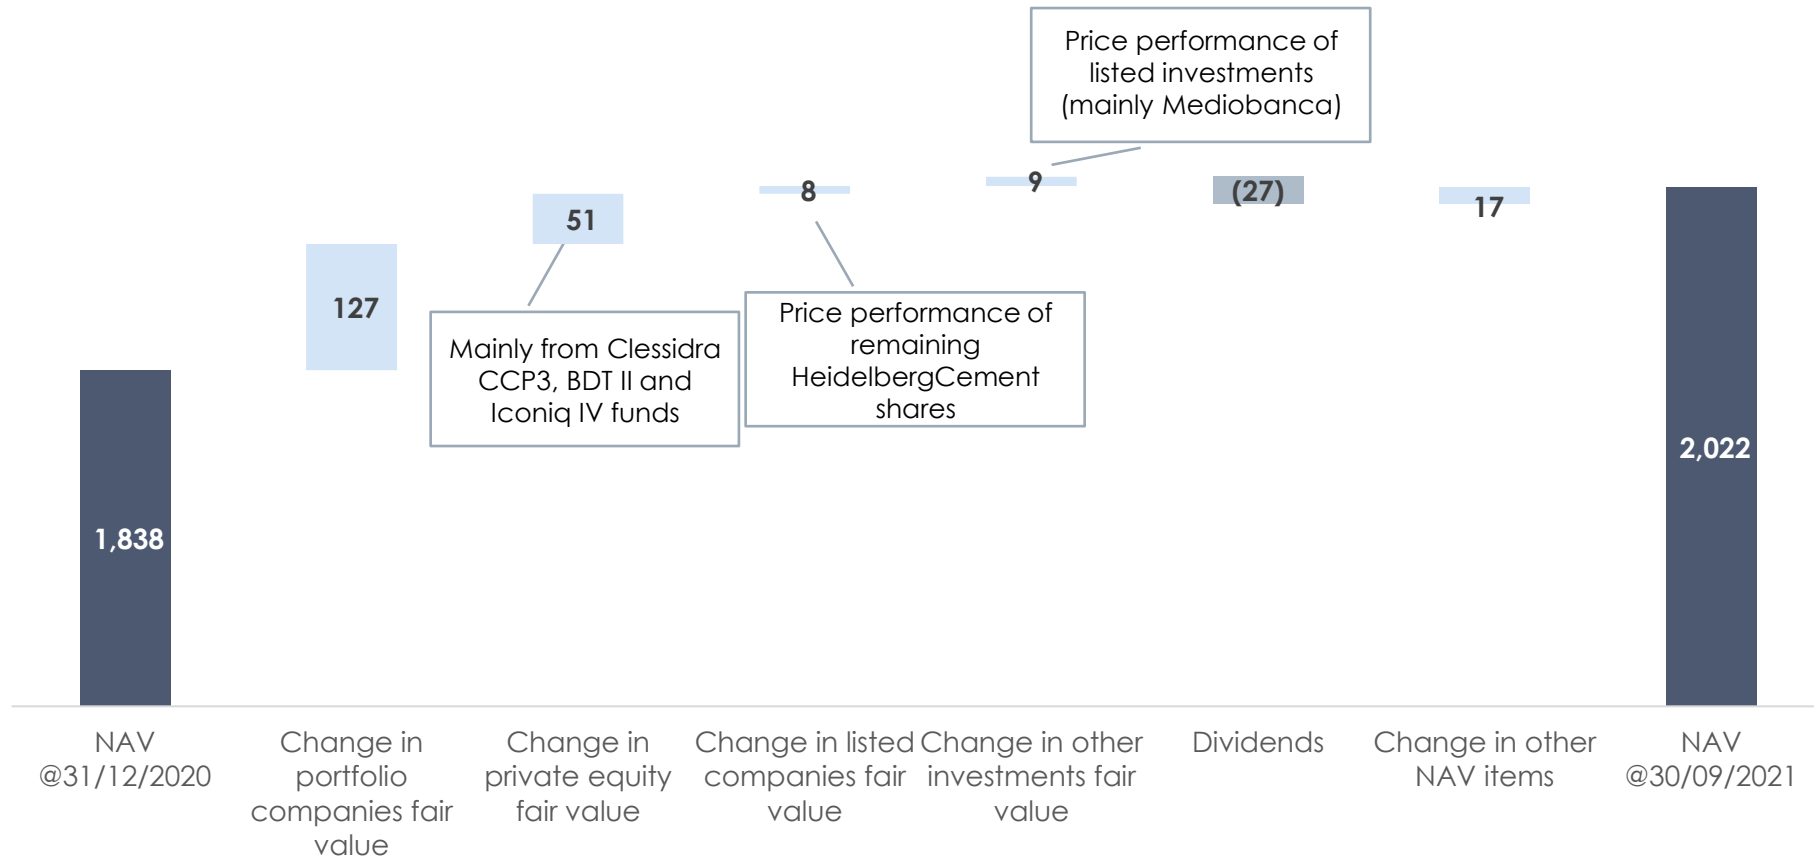 Price performance of
listed investments
(mainly Mediobanca)
1,838
127
51
8
9
(27)
17
2,022
Mainly from Clessidra
CCP3, BDT II and
Iconiq IV funds
Price performance of
remaining
HeidelbergCement
shares
NAV
@31/12/2020
Change in
portfolio
companies fair
value
Change in
private equity
fair value
Change in listed
companies fair
value
Change in other
investments fair
value
Dividends
Change in other
NAV items
NAV
@30/09/2021